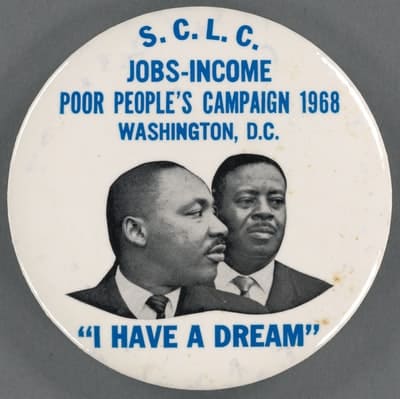 S. C. L. C.
JOBS-INCOME
POOR PEOPLE'S CAMPAIGN 1968
WASHINGTON, D.C.
"I HAVE A DREAM"